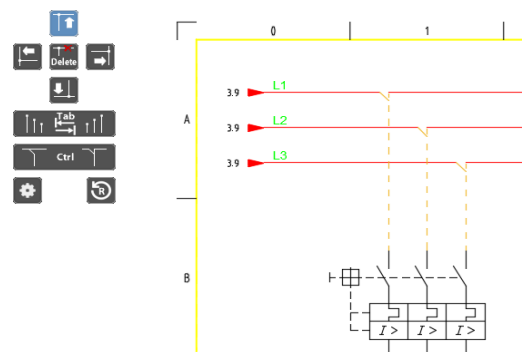 0 1
Delete
3.9 L1
Tab
A
3.9 L2
Ctrl
3.9 L3
R
B
I> I> I>